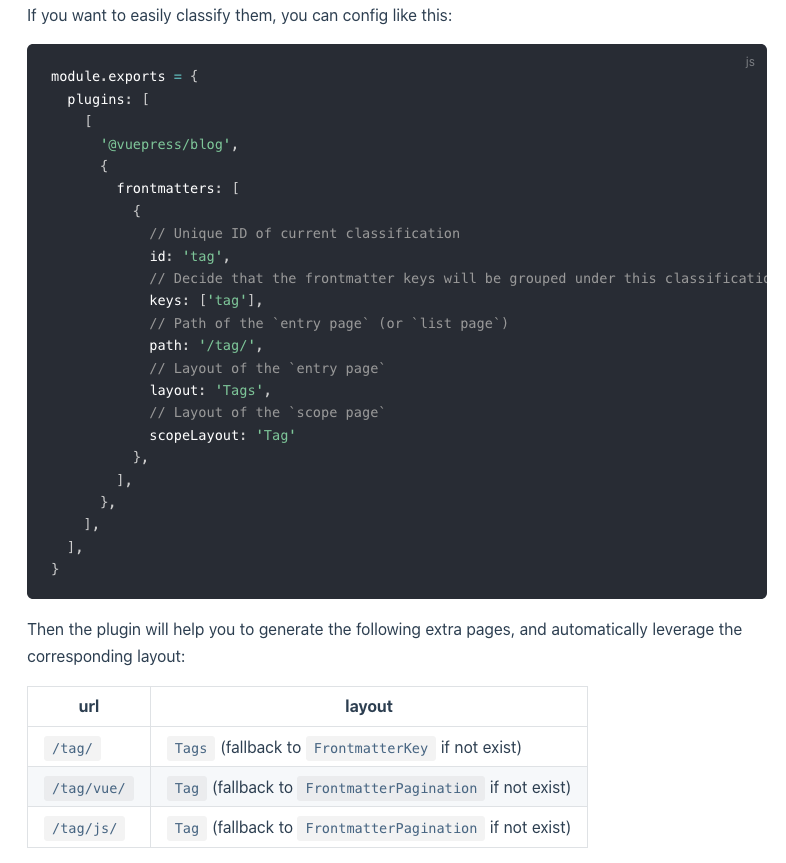 If you want to easily classify them, you can config like this:
js
module.exports = {
  plugins: [
    [
      '@vuepress/blog',
      {
        frontmatters: [
          {
            // Unique ID of current classification
            id: 'tag',
            // Decide that the frontmatter keys will be grouped under this classificatio
            keys: ['tag'],
            // Path of the `entry page` (or `list page`)
            path: '/tag/',
            // Layout of the `entry page`
            layout: 'Tags',
            // Layout of the `scope page`
            scopeLayout: 'Tag'
          },
        ],
      },
    ],
  ],
}
Then the plugin will help you to generate the following extra pages, and automatically leverage the
corresponding layout:
url layout
/tag/ Tags (fallback to FrontmatterKey if not exist)
/tag/vue/ Tag (fallback to FrontmatterPagination if not exist)
/tag/js/ Tag (fallback to FrontmatterPagination if not exist)